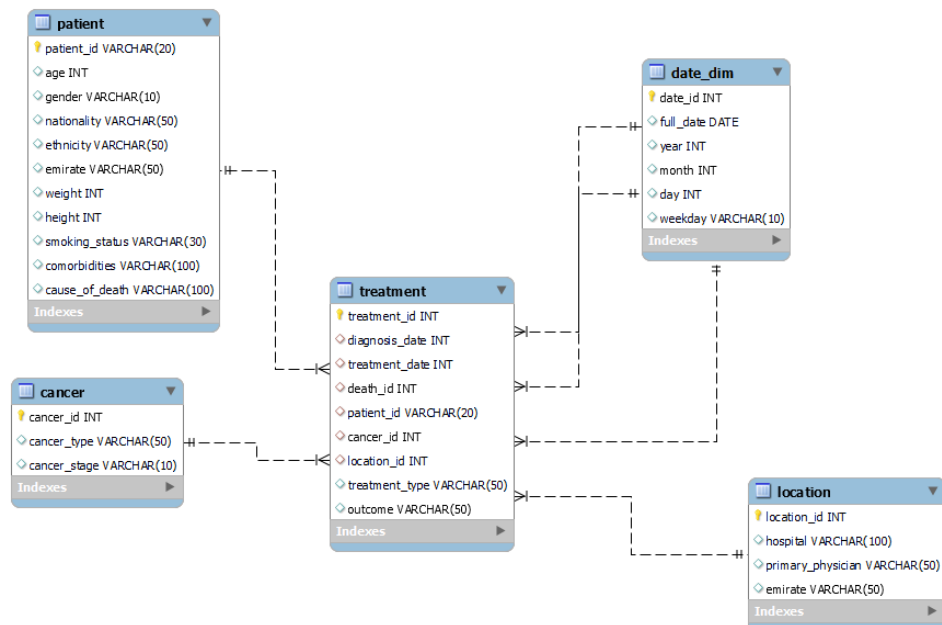 patient
patient_id VARCHAR(20)
age INT
gender VARCHAR(10)
nationality VARCHAR(50)
ethnicity VARCHAR(50)
emirate VARCHAR(50)
weight INT
height INT
smoking_status VARCHAR(30)
comorbidities VARCHAR(100)
cause_of_death VARCHAR(100)
Indexes
date_dim
date_id INT
full_date DATE
year INT
month INT
day INT
weekday VARCHAR(10)
Indexes
treatment
treatment_id INT
diagnosis_date INT
treatment_date INT
death_id INT
patient_id VARCHAR(20)
cancer_id INT
location_id INT
treatment_type VARCHAR(50)
outcome VARCHAR(50)
Indexes
cancer
cancer_id INT
cancer_type VARCHAR(50)
cancer_stage VARCHAR(10)
Indexes
location
location_id INT
hospital VARCHAR(100)
primary_physician VARCHAR(50)
emirate VARCHAR(50)
Indexes